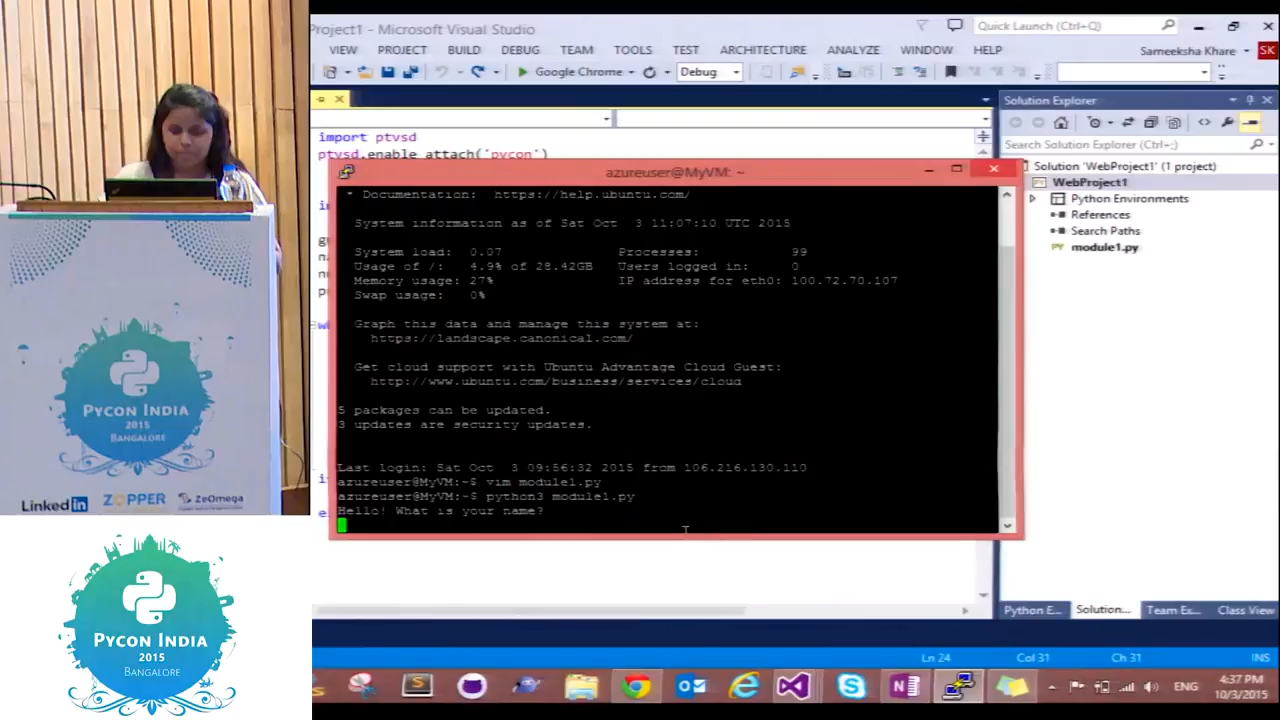 Project1 - Microsoft Visual Studio
Quick Launch (Ctrl+Q)
VIEW PROJECT BUILD DEBUG TEAM TOOLS TEST ARCHITECTURE ANALYZE WINDOW HELP
Sameeksha Khare SK
Google Chrome Debug
import ptvsd
ptvsd.enable_attach('pycon')
Solution Explorer
Search Solution Explorer (Ctrl+;)
Solution 'WebProject1' (1 project)
WebProject1
Python Environments
References
Search Paths
module1.py
azureuser@MyVM: ~
* Documentation: https://help.ubuntu.com/
System information as of Sat Oct 3 11:07:10 UTC 2015
System load: 0.07 Processes: 99
Usage of /: 4.9% of 28.42GB Users logged in: 0
Memory usage: 27% IP address for eth0: 100.72.70.107
Swap usage: 0%
Graph this data and manage this system at:
https://landscape.canonical.com/
Get cloud support with Ubuntu Advantage Cloud Guest:
http://www.ubuntu.com/business/services/cloud
5 packages can be updated.
3 updates are security updates.
Last login: Sat Oct 3 09:56:32 2015 from 106.216.130.110
azureuser@MyVM:~$ vim module1.py
azureuser@MyVM:~$ python3 module1.py
Hello! What is your name?
Python E... Solution... Team Ex... Class View
Ln 24 Col 31 Ch 31 INS
ENG
4:37 PM
10/3/2015
PYCON INDIA
2015
BANGALORE
Linked in ZOPPER ZeOmega
PYCON INDIA
2015
BANGALORE